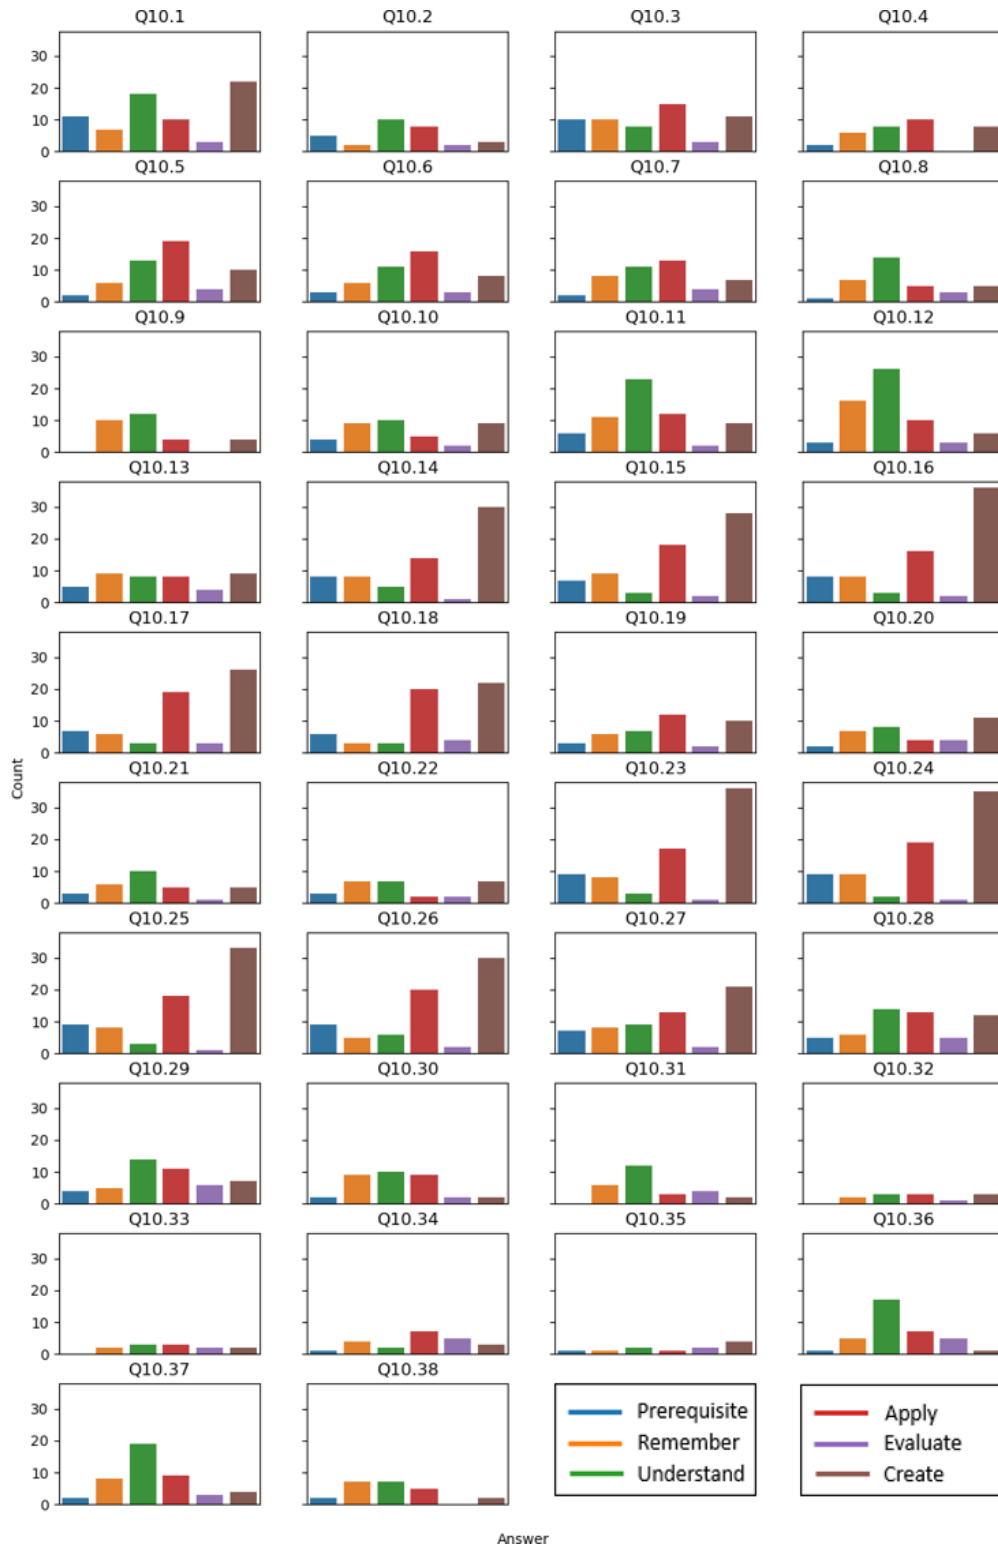 Q10.1 Q10.2 Q10.3 Q10.4
30
20
10
0
Q10.5 Q10.6 Q10.7 Q10.8
30
20
10
0
Q10.9 Q10.10 Q10.11 Q10.12
30
20
10
0
Q10.13 Q10.14 Q10.15 Q10.16
30
20
10
0
Q10.17 Q10.18 Q10.19 Q10.20
30
20
10
0
Count
Q10.21 Q10.22 Q10.23 Q10.24
30
20
10
0
Q10.25 Q10.26 Q10.27 Q10.28
30
20
10
0
Q10.29 Q10.30 Q10.31 Q10.32
30
20
10
0
Q10.33 Q10.34 Q10.35 Q10.36
30
20
10
0
Q10.37 Q10.38
30
20
10
0
Prerequisite
Remember
Understand
Apply
Evaluate
Create
Answer